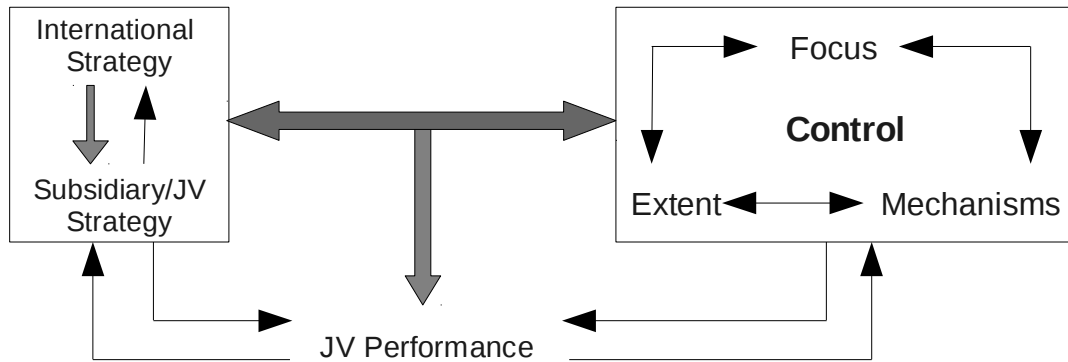 International
Strategy
Subsidiary/JV
Strategy
Focus
Control
Extent
Mechanisms
JV Performance